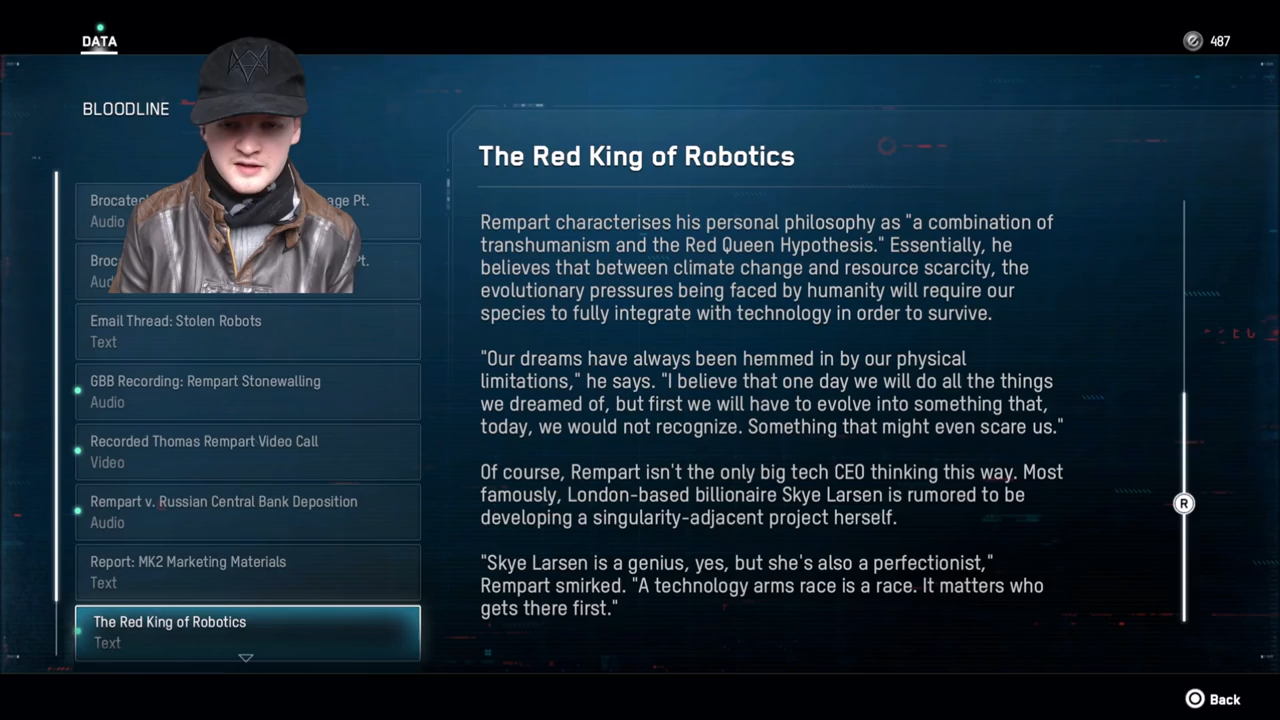 DATA
487
BLOODLINE
The Red King of Robotics
Brocatec
age Pt.
Audio
Broc
Pt.
Email Thread: Stolen Robots
Text
GBB Recording: Rempart Stonewalling
Audio
Recorded Thomas Rempart Video Call
Video
Rempart v. Russian Central Bank Deposition
Audio
Report: MK2 Marketing Materials
Text
The Red King of Robotics
Text
Rempart characterises his personal philosophy as "a combination of
transhumanism and the Red Queen Hypothesis." Essentially, he
believes that between climate change and resource scarcity, the
evolutionary pressures being faced by humanity will require our
species to fully integrate with technology in order to survive.
"Our dreams have always been hemmed in by our physical
limitations," he says. "I believe that one day we will do all the things
we dreamed of, but first we will have to evolve into something that,
today, we would not recognize. Something that might even scare us."
Of course, Rempart isn't the only big tech CEO thinking this way. Most
famously, London-based billionaire Skye Larsen is rumored to be
developing a singularity-adjacent project herself.
"Skye Larsen is a genius, yes, but she's also a perfectionist,"
Rempart smirked. "A technology arms race is a race. It matters who
gets there first."
R
Back